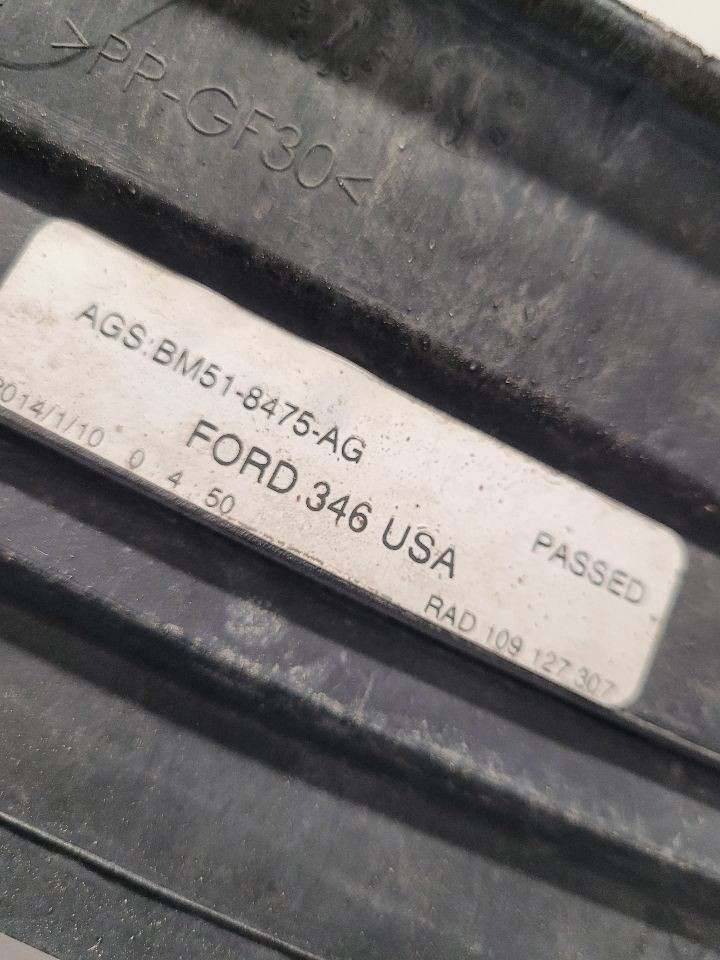 >PP-GF30<
AGS:BM51-8475-AG
FORD.346 USA
PASSED
2014/1/10 0 4 50
RAD 109 127 307